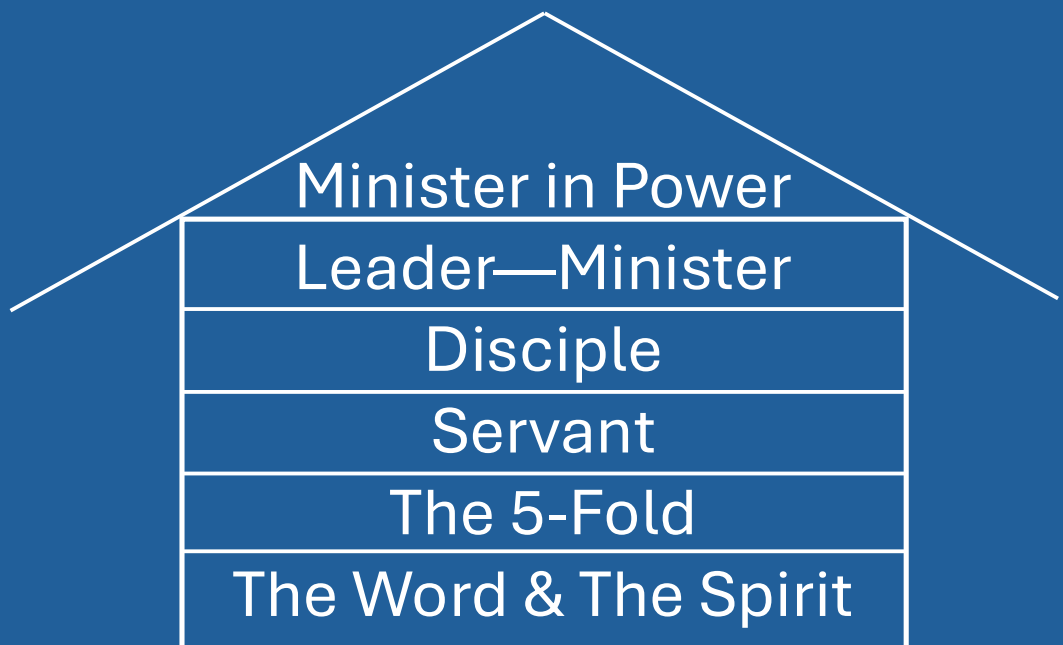 Minister in Power
Leader—Minister
Disciple
Servant
The 5-Fold
The Word & The Spirit